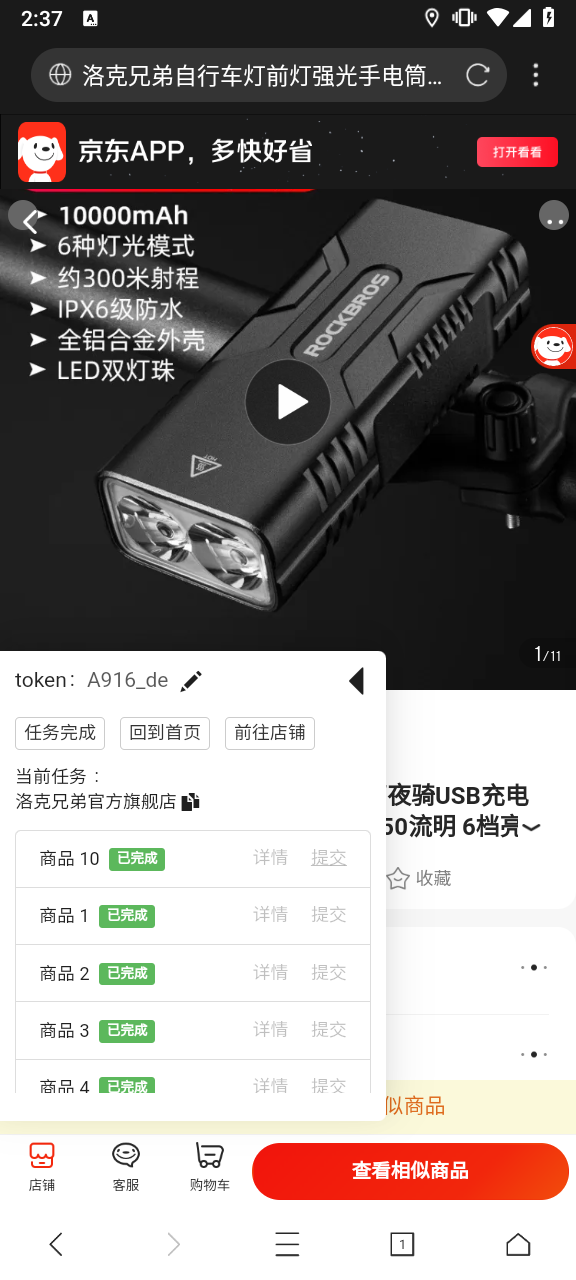 2:37
A
洛克兄弟自行车灯前灯强光手电筒...
京东APP，多快好省
打开看看
10000mAh
6种灯光模式
约300米射程
IPX6级防水
全铝合金外壳
LED双灯珠
ROCKBROS
HOT
1/11
token： A916_de
任务完成
回到首页
前往店铺
当前任务：
洛克兄弟官方旗舰店
商品 10 已完成 详情 提交
商品 1 已完成 详情 提交
商品 2 已完成 详情 提交
商品 3 已完成 详情 提交
商品 4 已完成 详情 提交
夜骑USB充电
50流明 6档亮
收藏
似商品
店铺
客服
购物车
查看相似商品
1